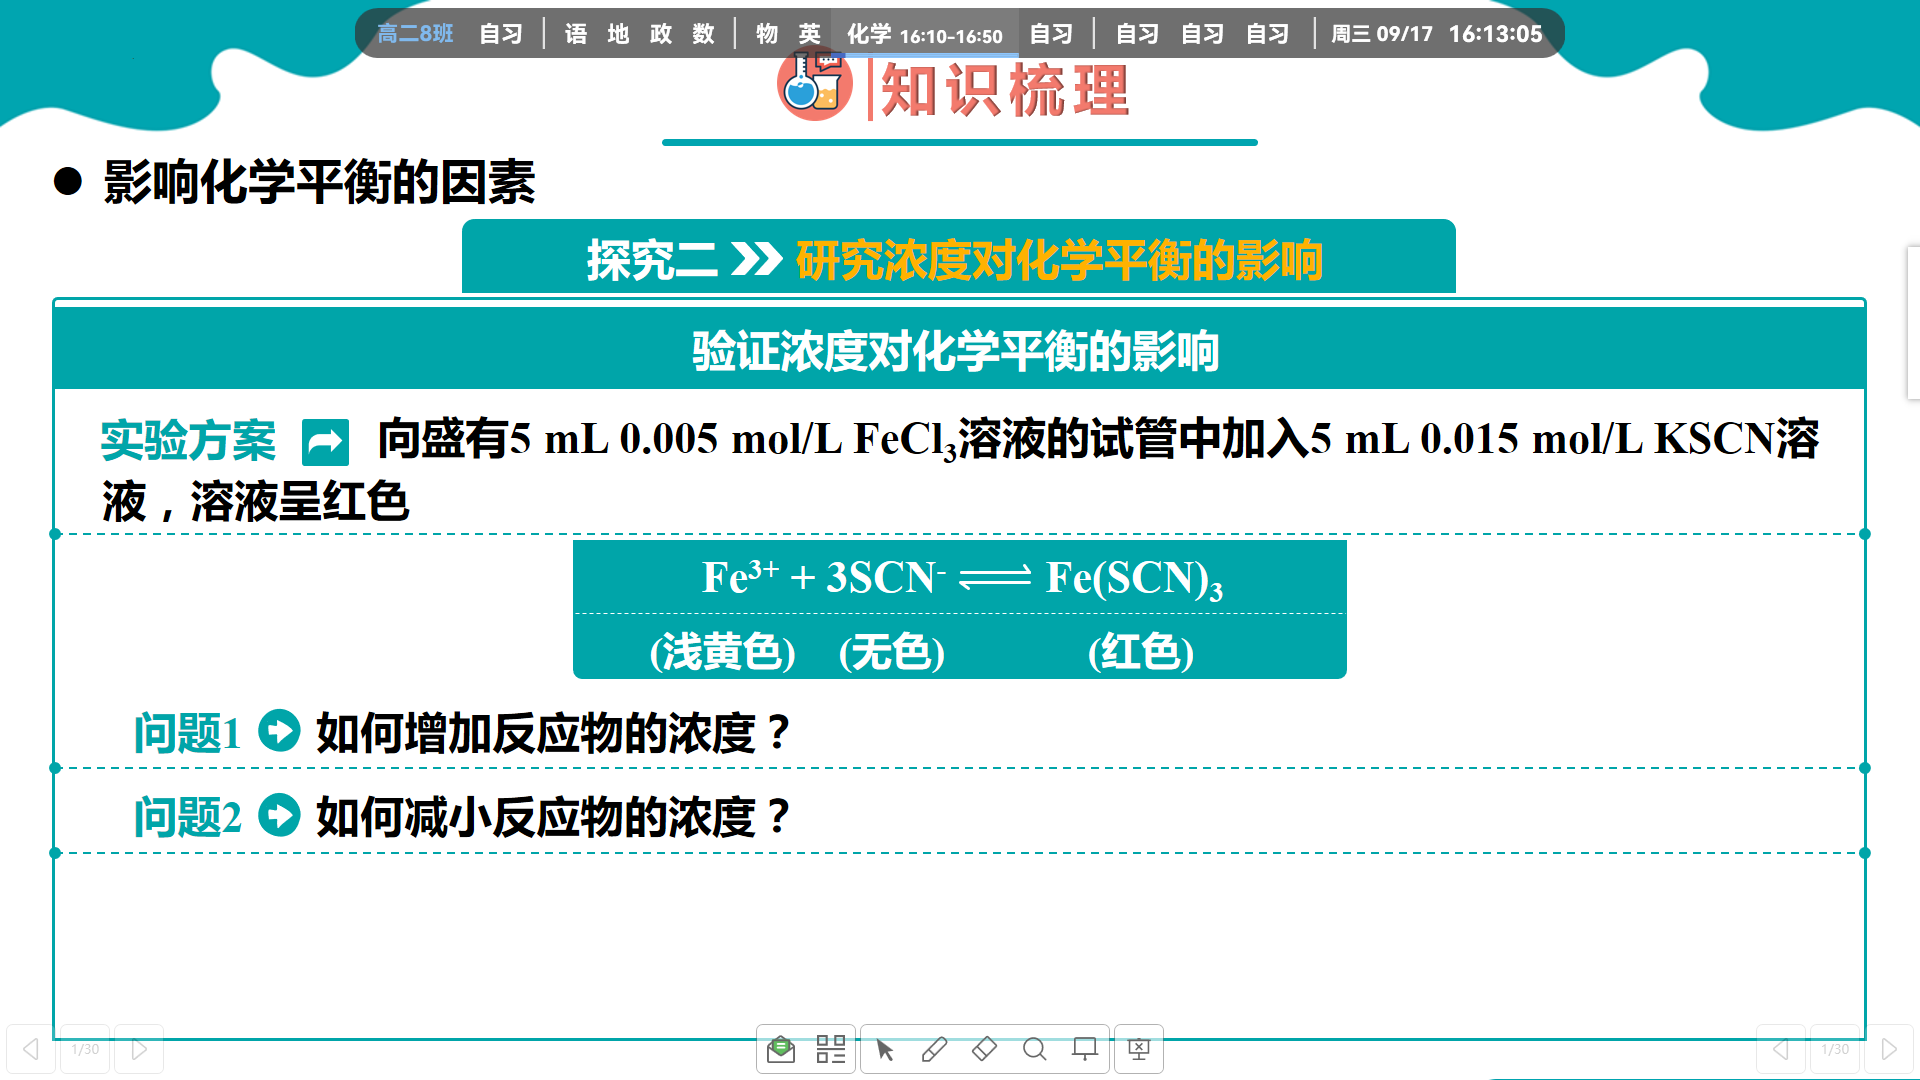 高二8班 自习 | 语 地 政 数 | 物 英 化学 16:10-16:50 自习 | 自习 自习 自习 | 周三 09/17 16:13:05
知识梳理
● 影响化学平衡的因素
探究二 研究浓度对化学平衡的影响
验证浓度对化学平衡的影响
实验方案 向盛有5 mL 0.005 mol/L FeCl₃溶液的试管中加入5 mL 0.015 mol/L KSCN溶
液，溶液呈红色
Fe³⁺ + 3SCN⁻ ⇌ Fe(SCN)₃
(浅黄色) (无色) (红色)
问题1 如何增加反应物的浓度？
问题2 如何减小反应物的浓度？
1/30 1/30